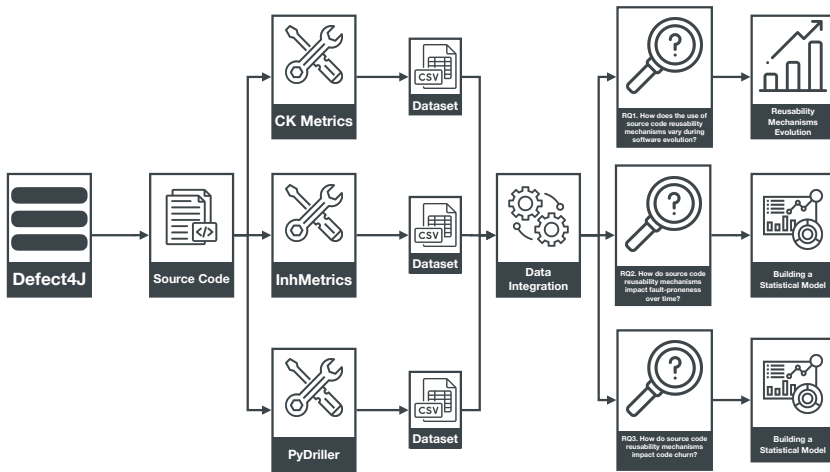 CK Metrics
CSV
Dataset
RQ1. How does the use of
source code reusability
mechanisms vary during
software evolution?
Reusability
Mechanisms
Evolution
Defect4J
Source Code
</>
InhMetrics
CSV
Dataset
Data
Integration
RQ2. How do source code
reusability mechanisms
impact fault-proneness
over time?
Building a
Statistical Model
PyDriller
CSV
Dataset
RQ3. How do source code
reusability mechanisms
impact code churn?
Building a
Statistical Model